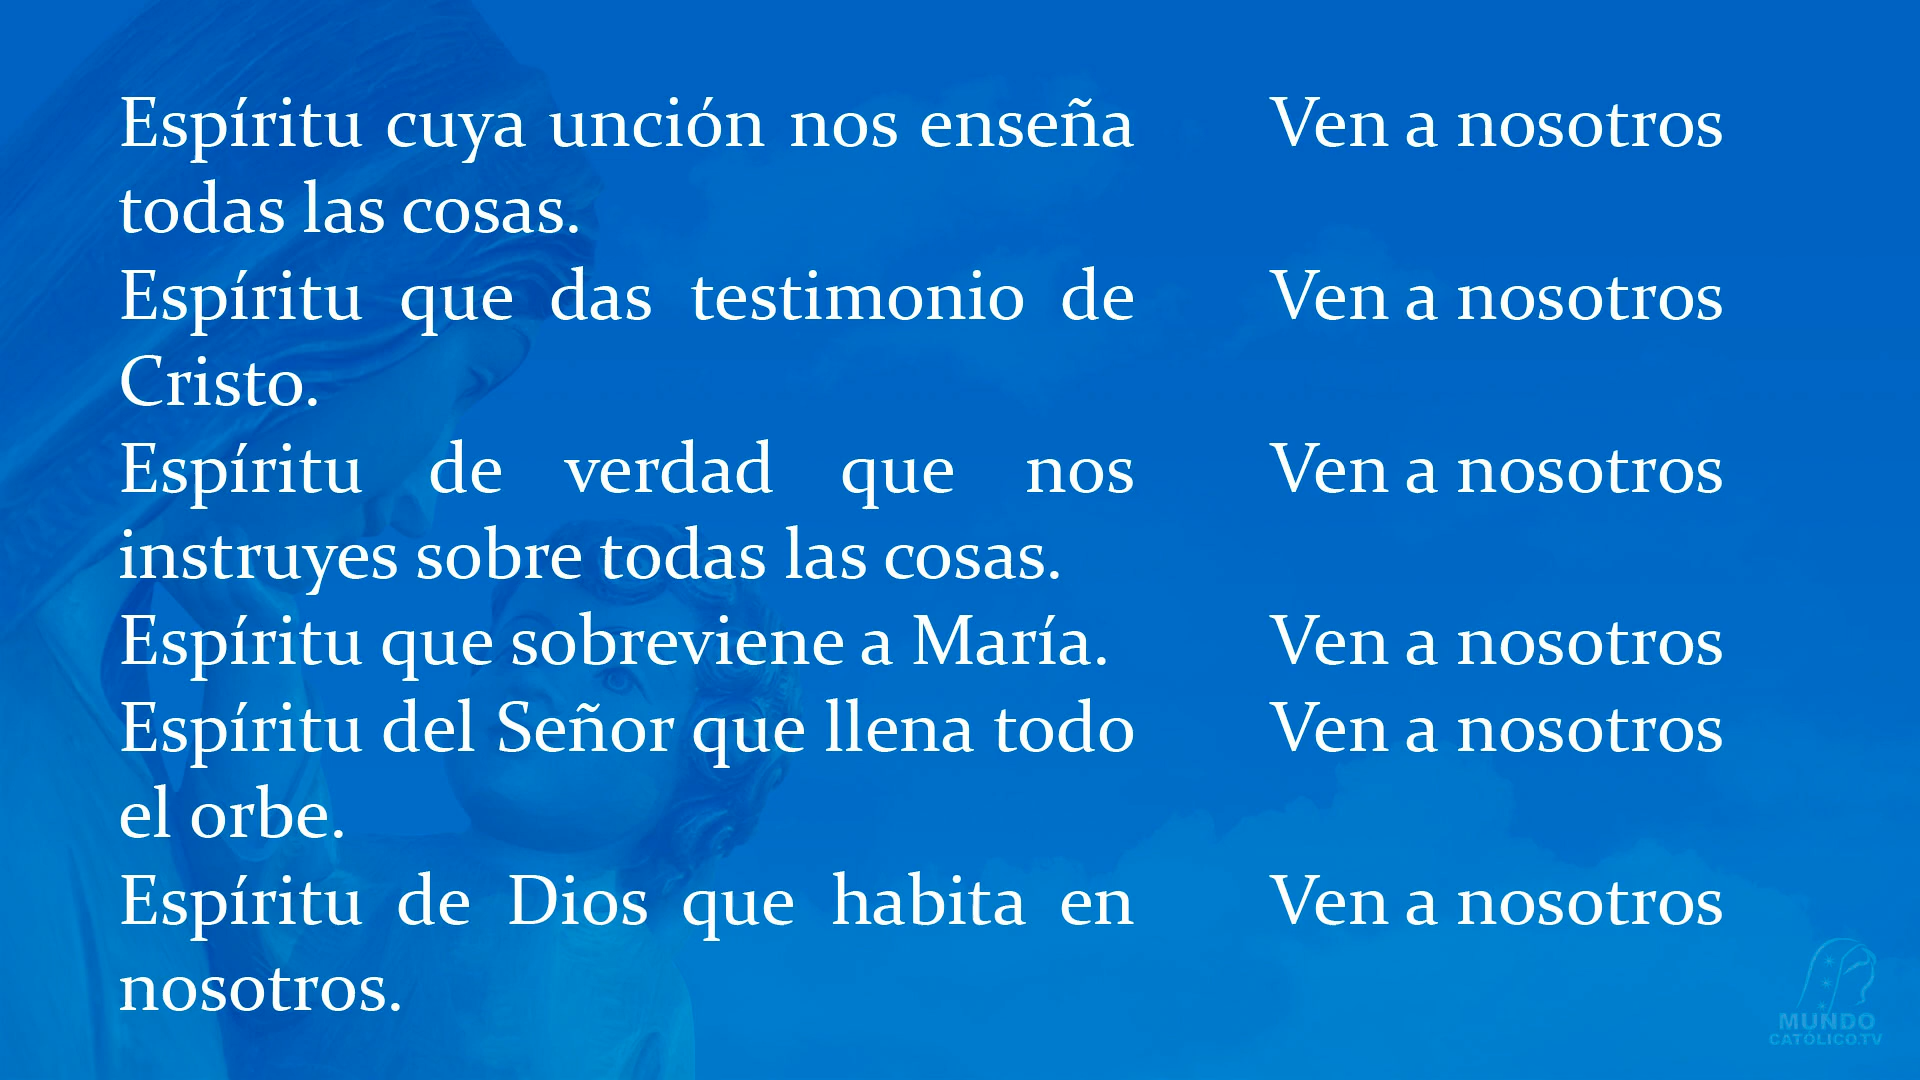 Espíritu cuya unción nos enseña Ven a nosotros
todas las cosas.
Espíritu que das testimonio de Ven a nosotros
Cristo.
Espíritu de verdad que nos Ven a nosotros
instruyes sobre todas las cosas.
Espíritu que sobreviene a María. Ven a nosotros
Espíritu del Señor que llena todo Ven a nosotros
el orbe.
Espíritu de Dios que habita en Ven a nosotros
nosotros.
MUNDO
CATÓLICO.TV